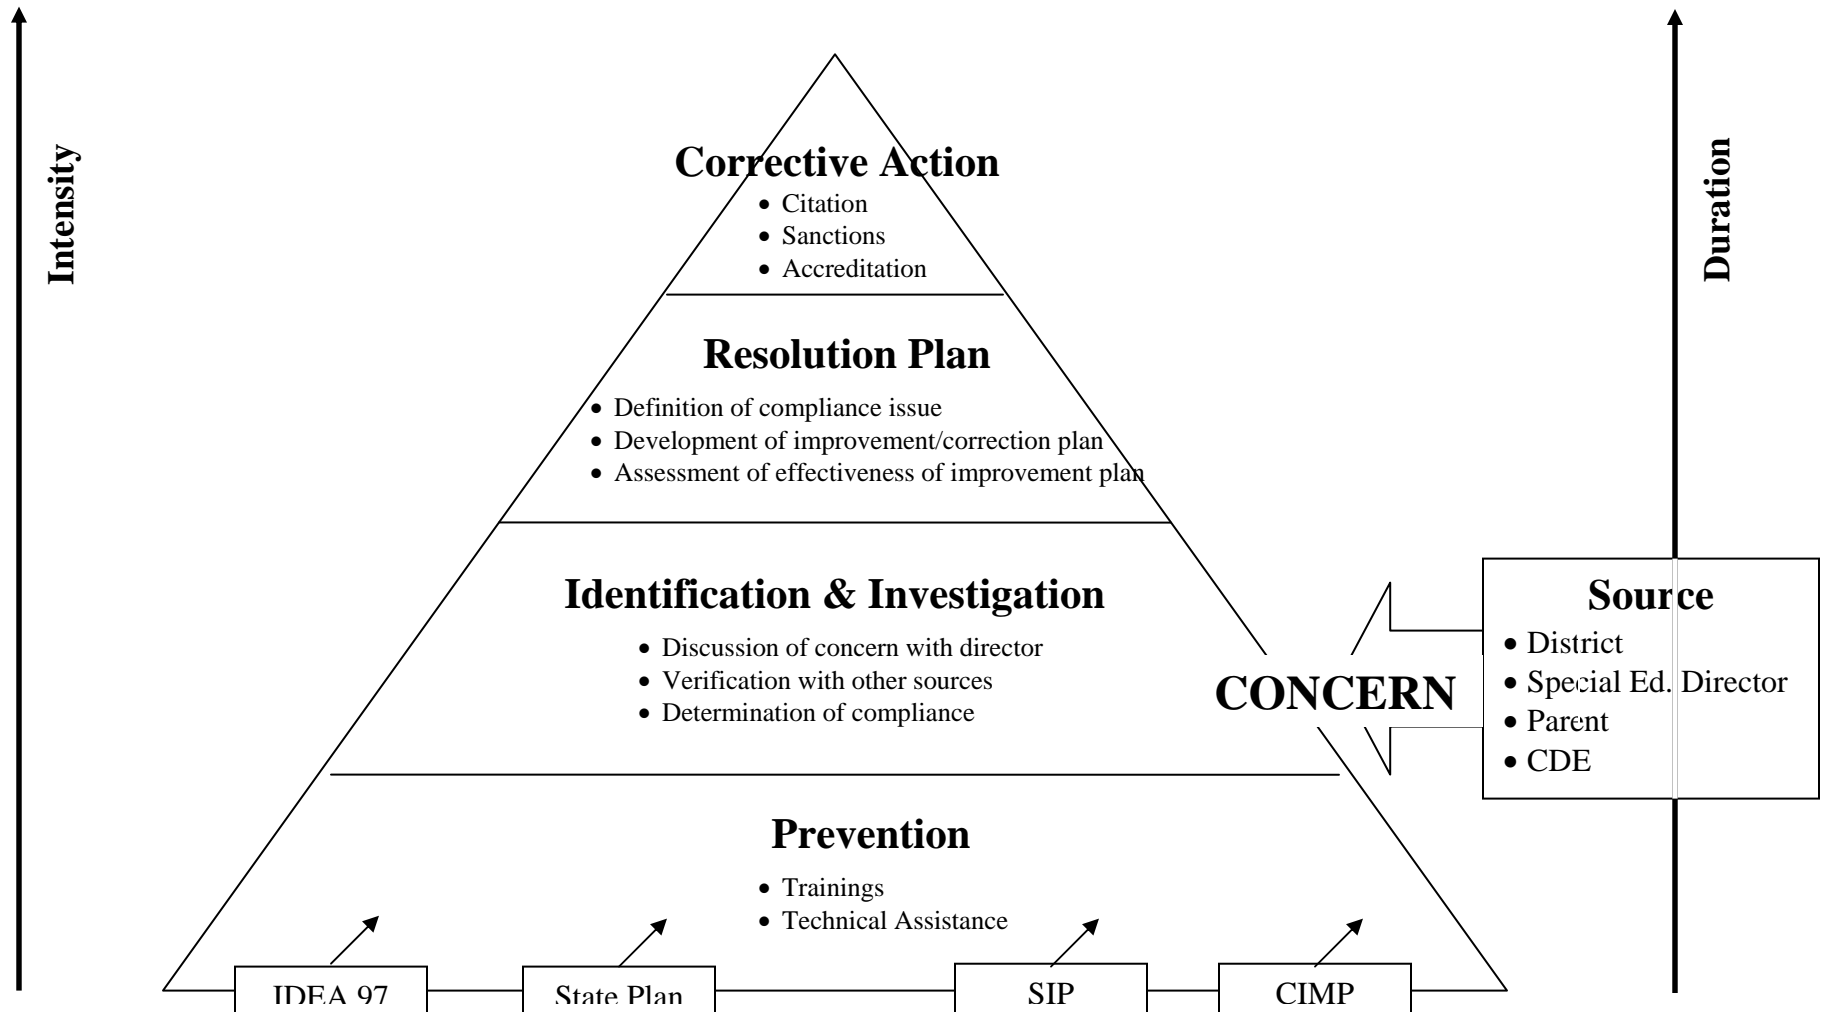 Intensity
Duration
Corrective Action
• Citation
• Sanctions
• Accreditation
Resolution Plan
• Definition of compliance issue
• Development of improvement/correction plan
• Assessment of effectiveness of improvement plan
Identification & Investigation
• Discussion of concern with director
• Verification with other sources
• Determination of compliance
CONCERN
Source
• District
• Special Ed. Director
• Parent
• CDE
Prevention
• Trainings
• Technical Assistance
IDEA 97
State Plan
SIP
CIMP